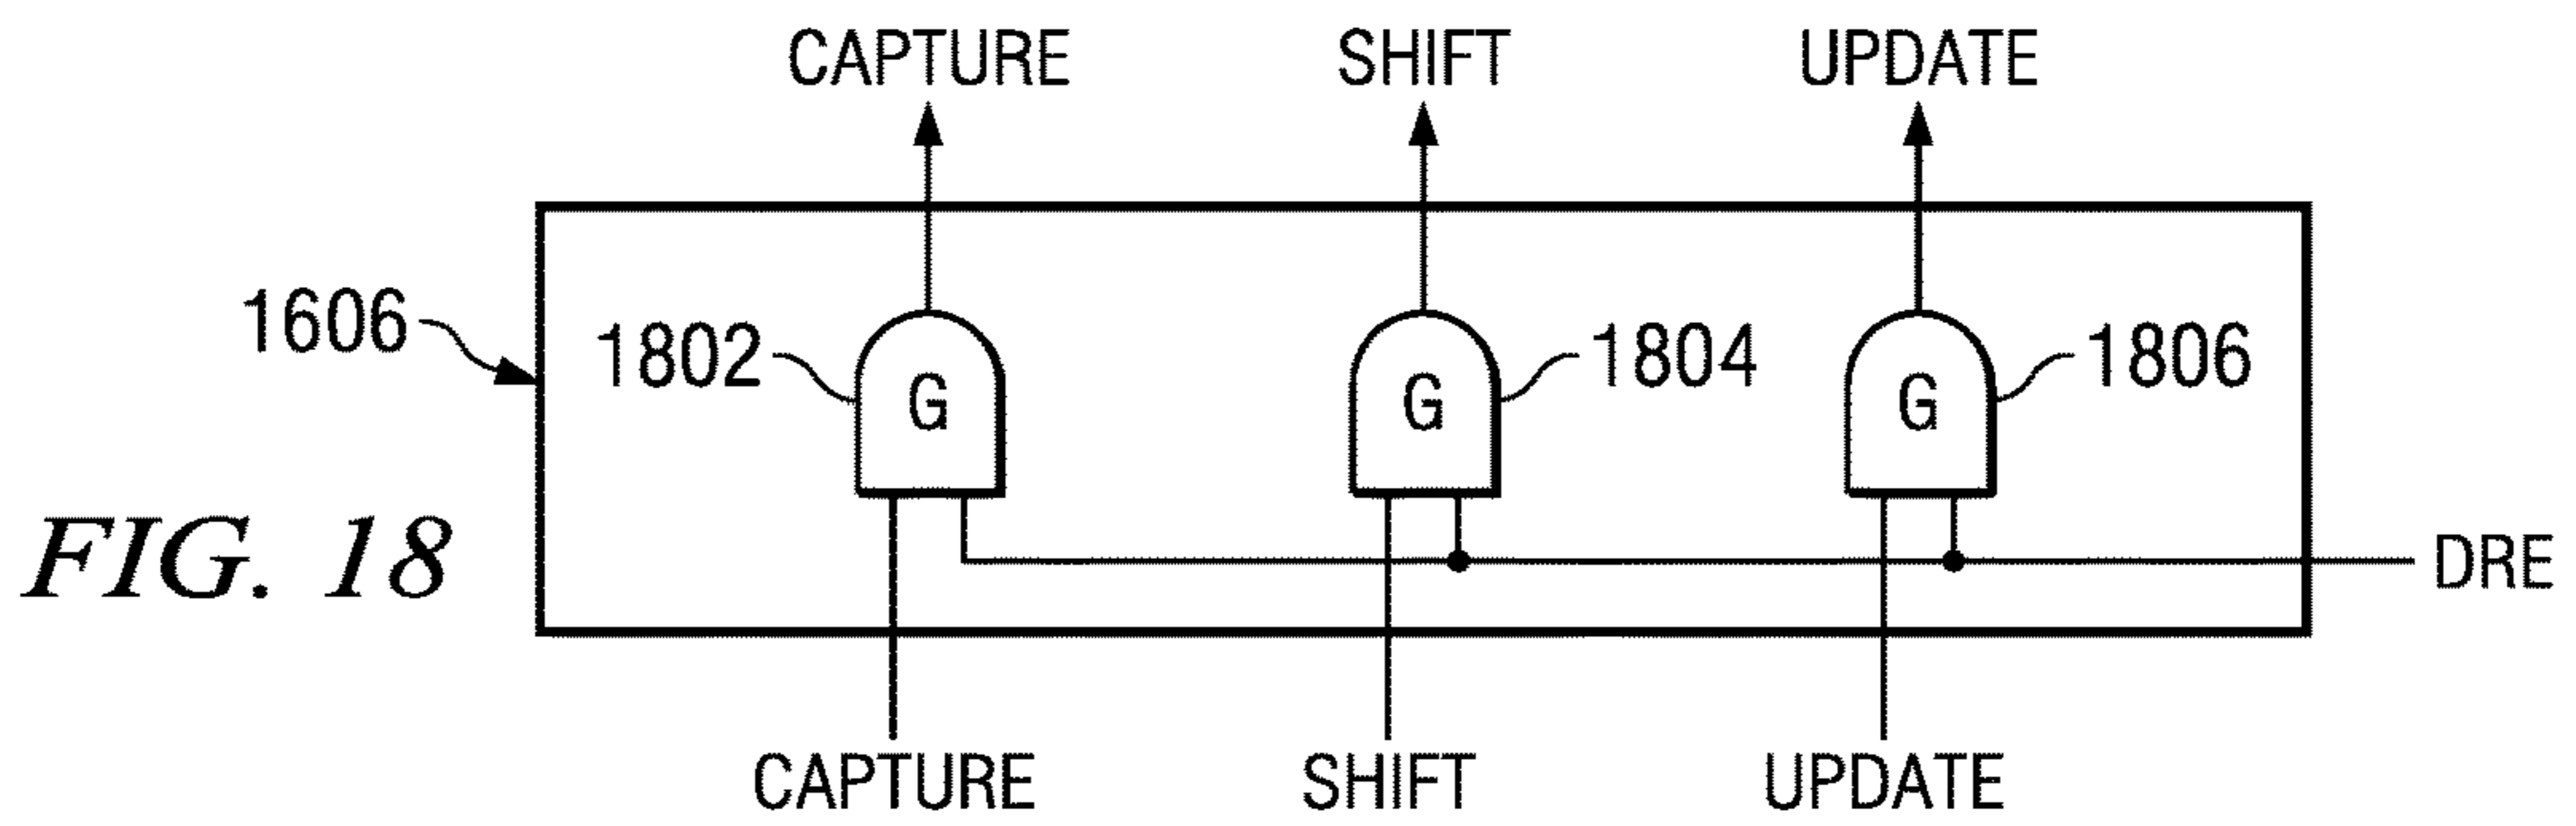 CAPTURE SHIFT UPDATE
1606 1802 G G 1804 G 1806
FIG. 18
DRE
CAPTURE SHIFT UPDATE